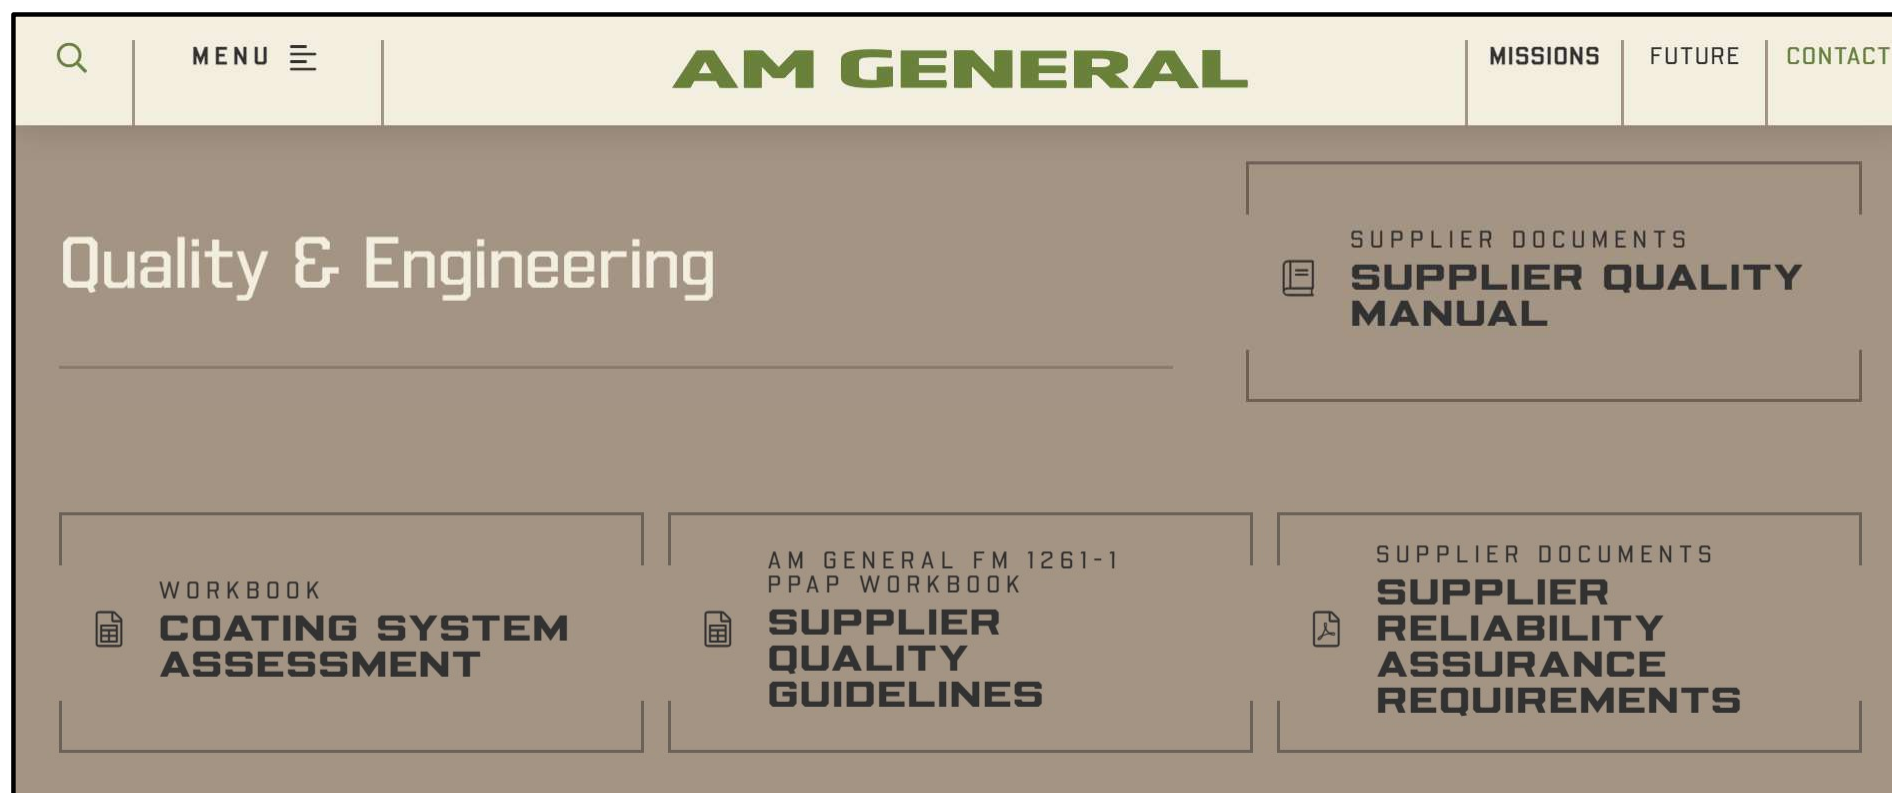 MENU
AM GENERAL
MISSIONS
FUTURE
CONTACT
Quality & Engineering
SUPPLIER DOCUMENTS
SUPPLIER QUALITY
MANUAL
WORKBOOK
COATING SYSTEM
ASSESSMENT
AM GENERAL FM 1261-1
PPAP WORKBOOK
SUPPLIER
QUALITY
GUIDELINES
SUPPLIER DOCUMENTS
SUPPLIER
RELIABILITY
ASSURANCE
REQUIREMENTS